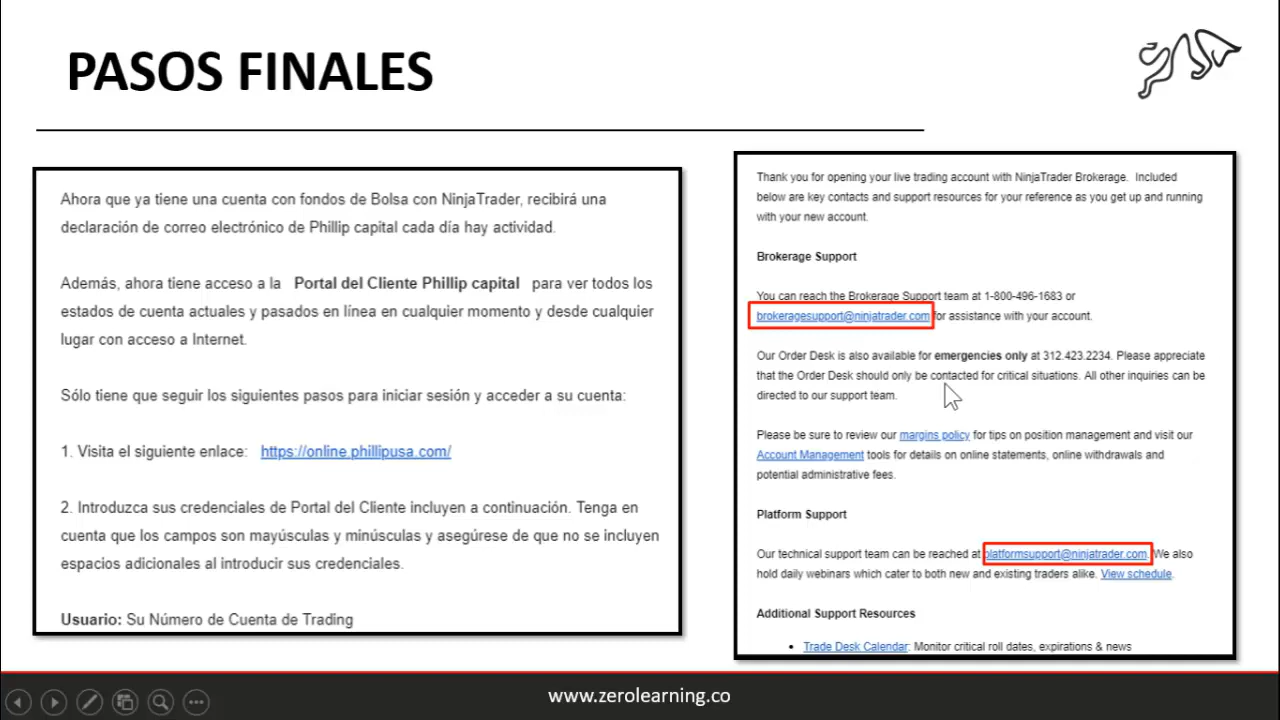 PASOS FINALES
Ahora que ya tiene una cuenta con fondos de Bolsa con NinjaTrader, recibirá una
declaración de correo electrónico de Phillip capital cada día hay actividad.
Además, ahora tiene acceso a la Portal del Cliente Phillip capital para ver todos los
estados de cuenta actuales y pasados en línea en cualquier momento y desde cualquier
lugar con acceso a Internet.
Sólo tiene que seguir los siguientes pasos para iniciar sesión y acceder a su cuenta:
1. Visita el siguiente enlace: https://online.phillipusa.com/
2. Introduzca sus credenciales de Portal del Cliente incluyen a continuación. Tenga en
cuenta que los campos son mayúsculas y minúsculas y asegúrese de que no se incluyen
espacios adicionales al introducir sus credenciales.
Usuario: Su Número de Cuenta de Trading
Thank you for opening your live trading account with NinjaTrader Brokerage. Included
below are key contacts and support resources for your reference as you get up and running
with your new account.
Brokerage Support
You can reach the Brokerage Support team at 1-800-496-1683 or
brokeragesupport@ninjatrader.com for assistance with your account.
Our Order Desk is also available for emergencies only at 312.423.2234. Please appreciate
that the Order Desk should only be contacted for critical situations. All other inquiries can be
directed to our support team.
Please be sure to review our margins policy for tips on position management and visit our
Account Management tools for details on online statements, online withdrawals and
potential administrative fees.
Platform Support
Our technical support team can be reached at platformsupport@ninjatrader.com. We also
hold daily webinars which cater to both new and existing traders alike. View schedule.
Additional Support Resources
• Trade Desk Calendar: Monitor critical roll dates, expirations & news
www.zerolearning.co